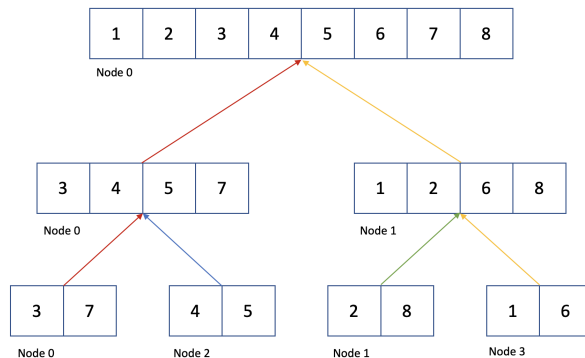 1 2 3 4 5 6 7 8
Node 0
3 4 5 7
1 2 6 8
Node 0
Node 1
3 7
4 5
2 8
1 6
Node 0
Node 2
Node 1
Node 3